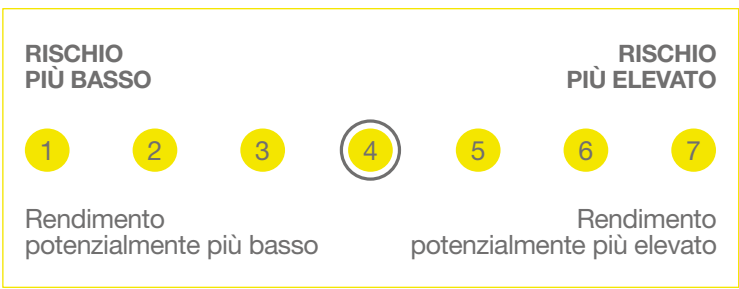 RISCHIO
PIÙ BASSO
RISCHIO
PIÙ ELEVATO
1 2 3 4 5 6 7
Rendimento
potenzialmente più basso
Rendimento
potenzialmente più elevato